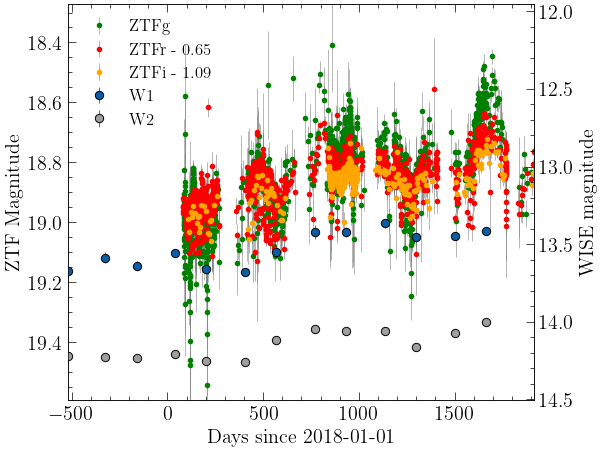 ZTFg
ZTFr - 0.65
ZTFi - 1.09
W1
W2
18.4
18.6
18.8
19.0
19.2
19.4
ZTF Magnitude
12.0
12.5
13.0
13.5
14.0
14.5
WISE magnitude
−500
0
500
1000
1500
Days since 2018-01-01